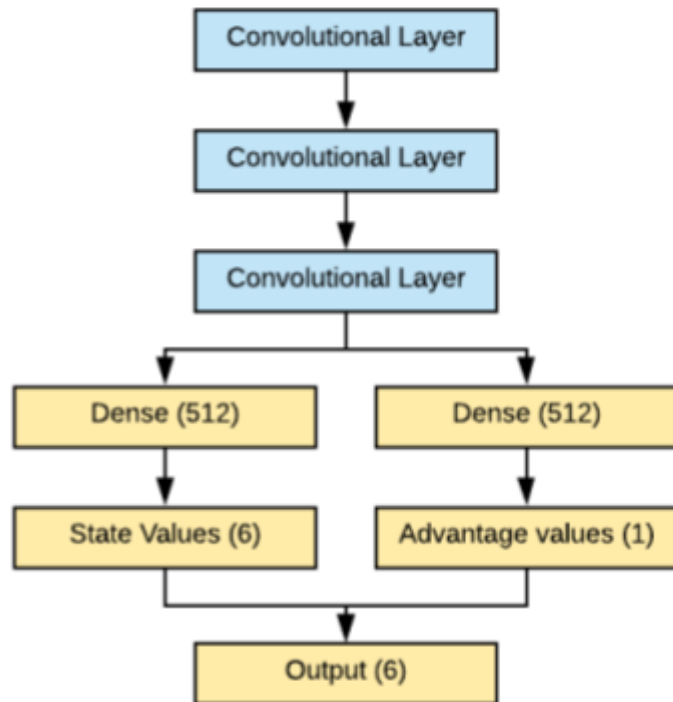 Convolutional Layer
Convolutional Layer
Convolutional Layer
Dense (512)
Dense (512)
State Values (6)
Advantage values (1)
Output (6)